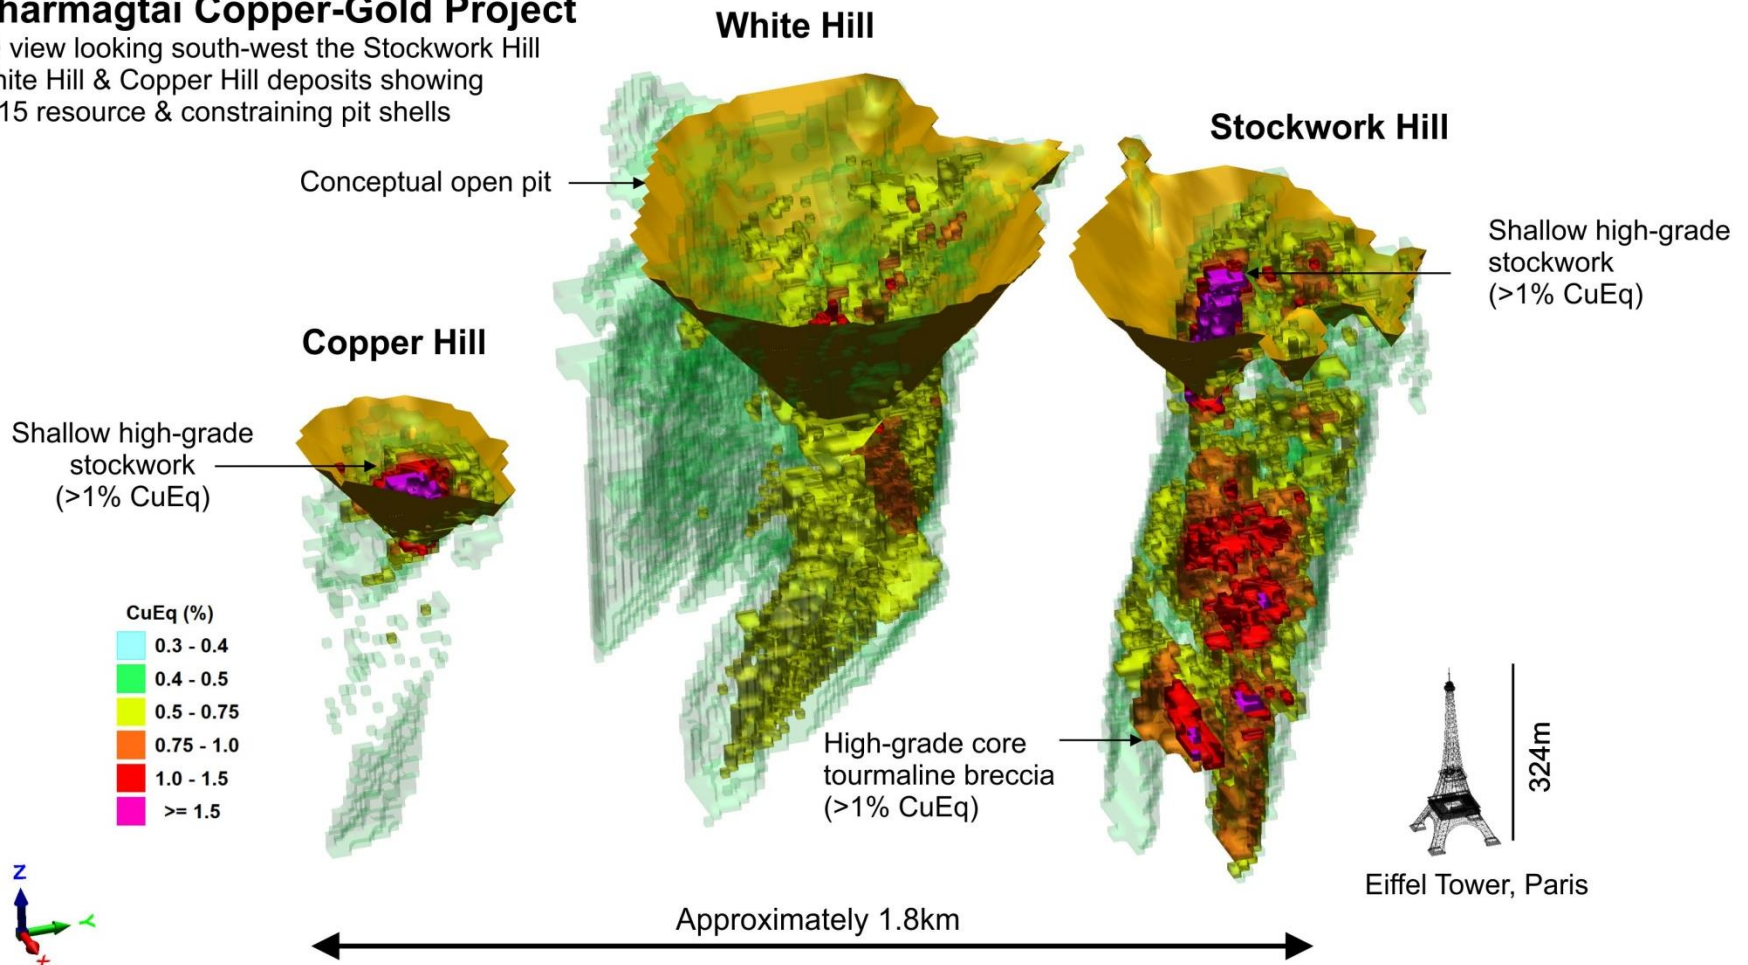 harmagtai Copper-Gold Project
view looking south-west the Stockwork Hill
hite Hill & Copper Hill deposits showing
15 resource & constraining pit shells
White Hill
Stockwork Hill
Conceptual open pit
Shallow high-grade
stockwork
(>1% CuEq)
Copper Hill
Shallow high-grade
stockwork
(>1% CuEq)
CuEq (%)
0.3 - 0.4
0.4 - 0.5
0.5 - 0.75
0.75 - 1.0
1.0 - 1.5
>= 1.5
High-grade core
tourmaline breccia
(>1% CuEq)
324m
Eiffel Tower, Paris
Approximately 1.8km
Z
Y
X